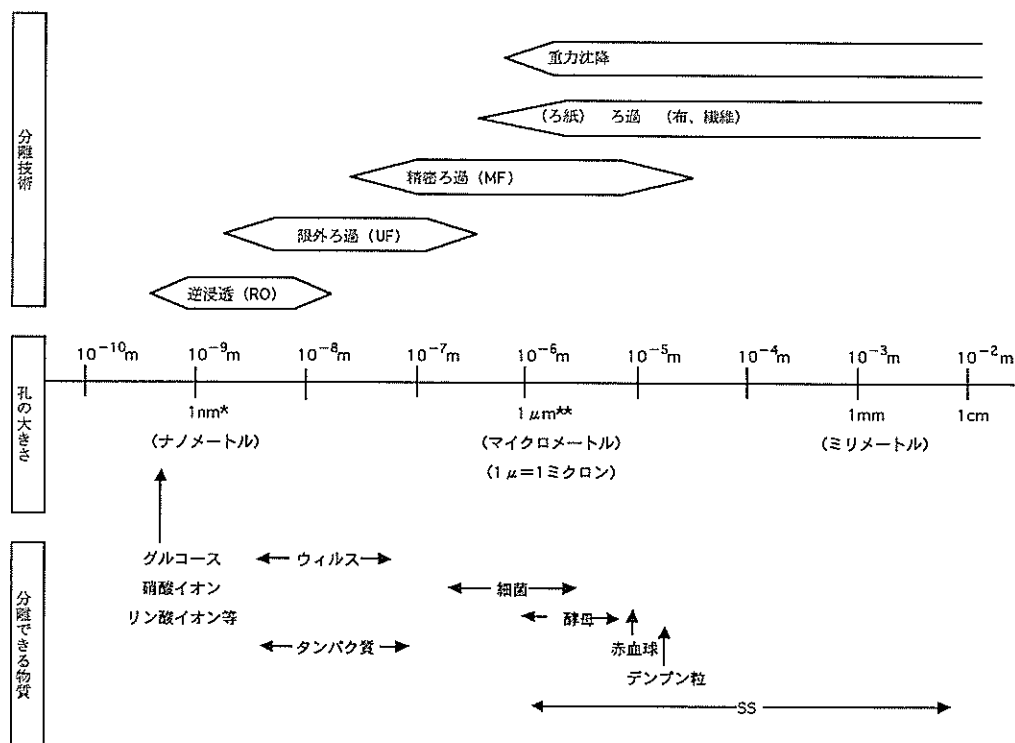 分離技術
重力沈降
(ろ紙) ろ過 (布、繊維)
精密ろ過 (MF)
限外ろ過 (UF)
逆浸透 (RO)
孔の大きさ
10⁻¹⁰m 10⁻⁹m 10⁻⁸m 10⁻⁷m 10⁻⁶m 10⁻⁵m 10⁻⁴m 10⁻³m 10⁻²m
1nm* 1μm** 1mm 1cm
(ナノメートル) (マイクロメートル) (ミリメートル)
(1μ=1ミクロン)
分離できる物質
グルコース ウィルス
硝酸イオン 細菌
リン酸イオン等 酵母
タンパク質 赤血球
デンプン粒
SS